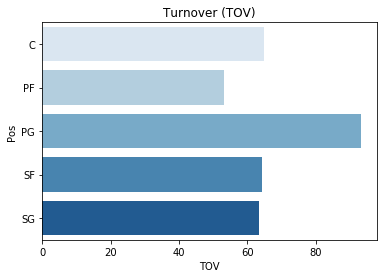 Turnover (TOV)
C
PF
PG
SF
SG
Pos
0 20 40 60 80
TOV